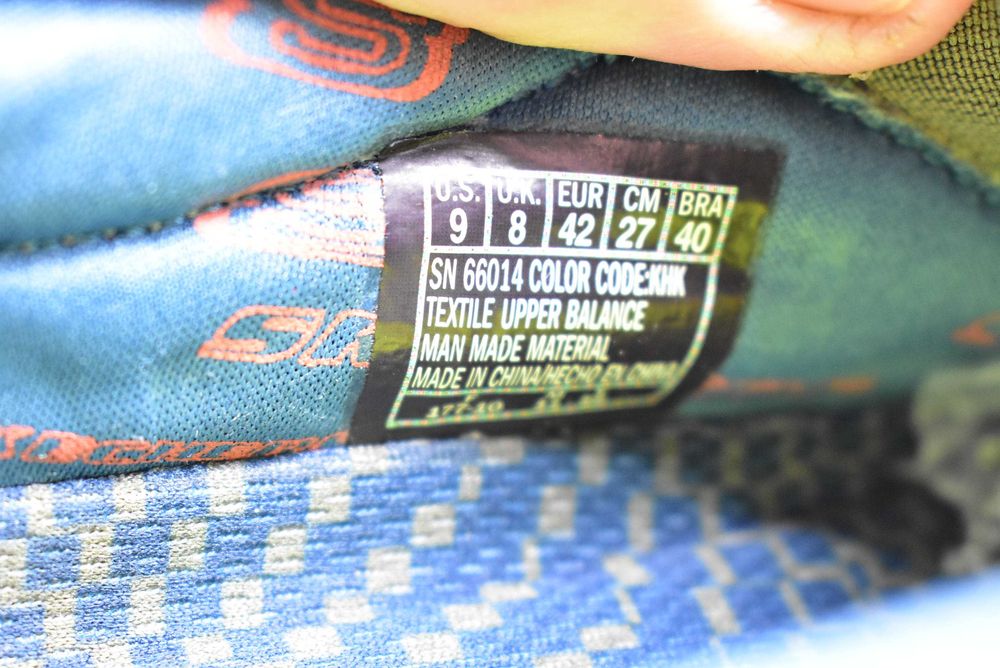 U.S. U.K. EUR CM BRA
9 8 42 27 40
SN 66014 COLOR CODE:KHK
TEXTILE UPPER BALANCE
MAN MADE MATERIAL
MADE IN CHINA/HECHO EN CHINA